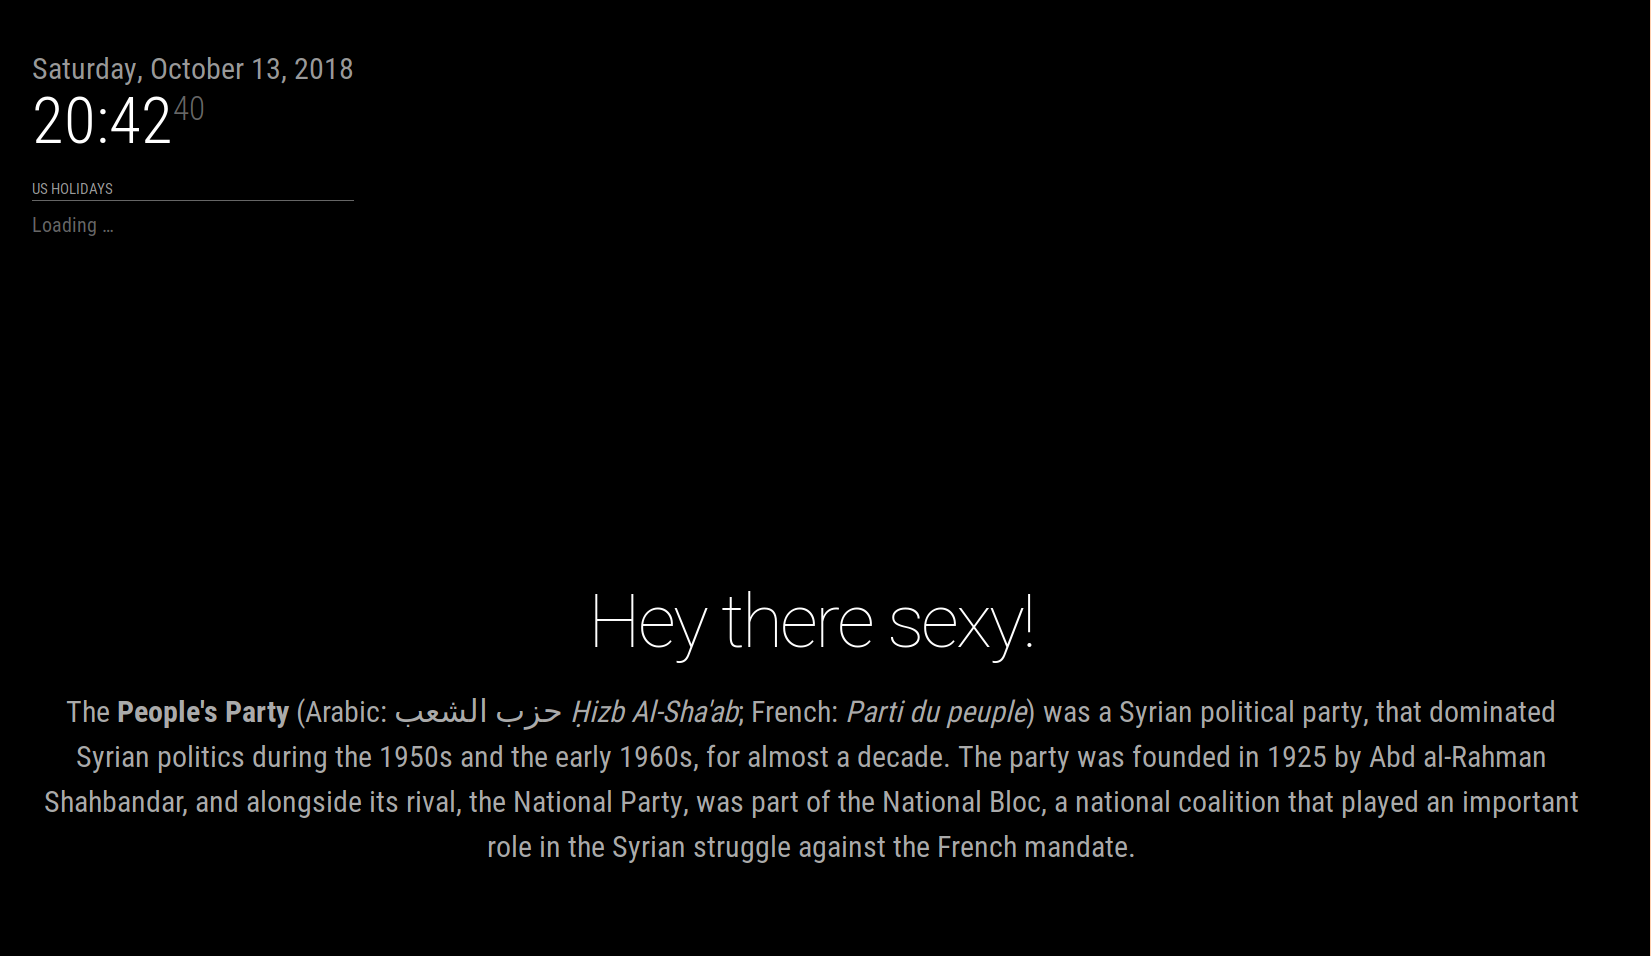 Saturday, October 13, 2018
20:42 40
US HOLIDAYS
Loading …
Hey there sexy!
The People's Party (Arabic: حزب الشعب Ḥizb Al-Sha'ab; French: Parti du peuple) was a Syrian political party, that dominated
Syrian politics during the 1950s and the early 1960s, for almost a decade. The party was founded in 1925 by Abd al-Rahman
Shahbandar, and alongside its rival, the National Party, was part of the National Bloc, a national coalition that played an important
role in the Syrian struggle against the French mandate.